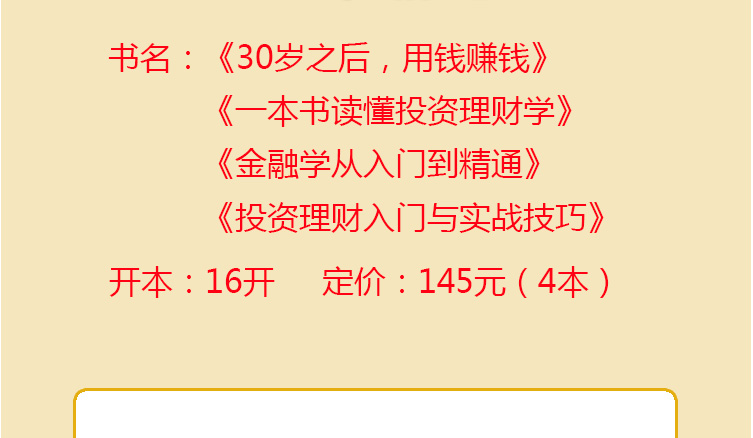 书名：《30岁之后，用钱赚钱》
《一本书读懂投资理财学》
《金融学从入门到精通》
《投资理财入门与实战技巧》
开本：16开 定价：145元（4本）